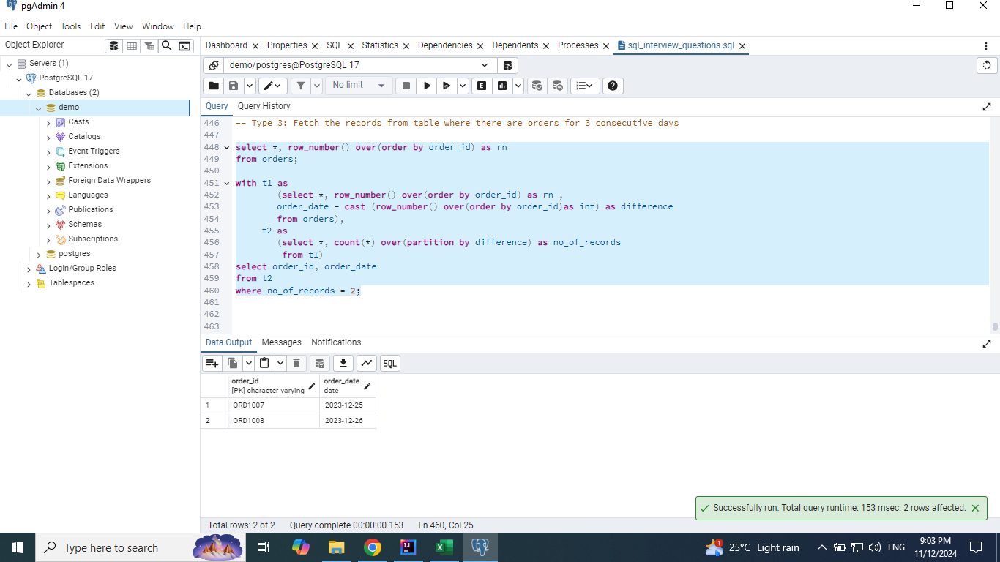 pgAdmin 4
File Object Tools Edit View Window Help
Object Explorer
Servers (1)
PostgreSQL 17
Databases (2)
demo
Casts
Catalogs
Event Triggers
Extensions
Foreign Data Wrappers
Languages
Publications
Schemas
Subscriptions
postgres
Login/Group Roles
Tablespaces
Dashboard Properties SQL Statistics Dependencies Dependents Processes sql_interview_questions.sql
demo/postgres@PostgreSQL 17
No limit
E
Query Query History
446 -- Type 3: Fetch the records from table where there are orders for 3 consecutive days
447
448 select *, row_number() over(order by order_id) as rn
449 from orders;
450
451 with t1 as
452 (select *, row_number() over(order by order_id) as rn ,
453 order_date - cast (row_number() over(order by order_id)as int) as difference
454 from orders),
455 t2 as
456 (select *, count(*) over(partition by difference) as no_of_records
457 from t1)
458 select order_id, order_date
459 from t2
460 where no_of_records = 2;
461
462
463
Data Output Messages Notifications
SQL
order_id order_date
[PK] character varying date
1 ORD1007 2023-12-25
2 ORD1008 2023-12-26
Successfully run. Total query runtime: 153 msec. 2 rows affected.
Total rows: 2 of 2 Query complete 00:00:00.153 Ln 460, Col 25
Type here to search
1 25°C Light rain ENG 9:03 PM
11/12/2024